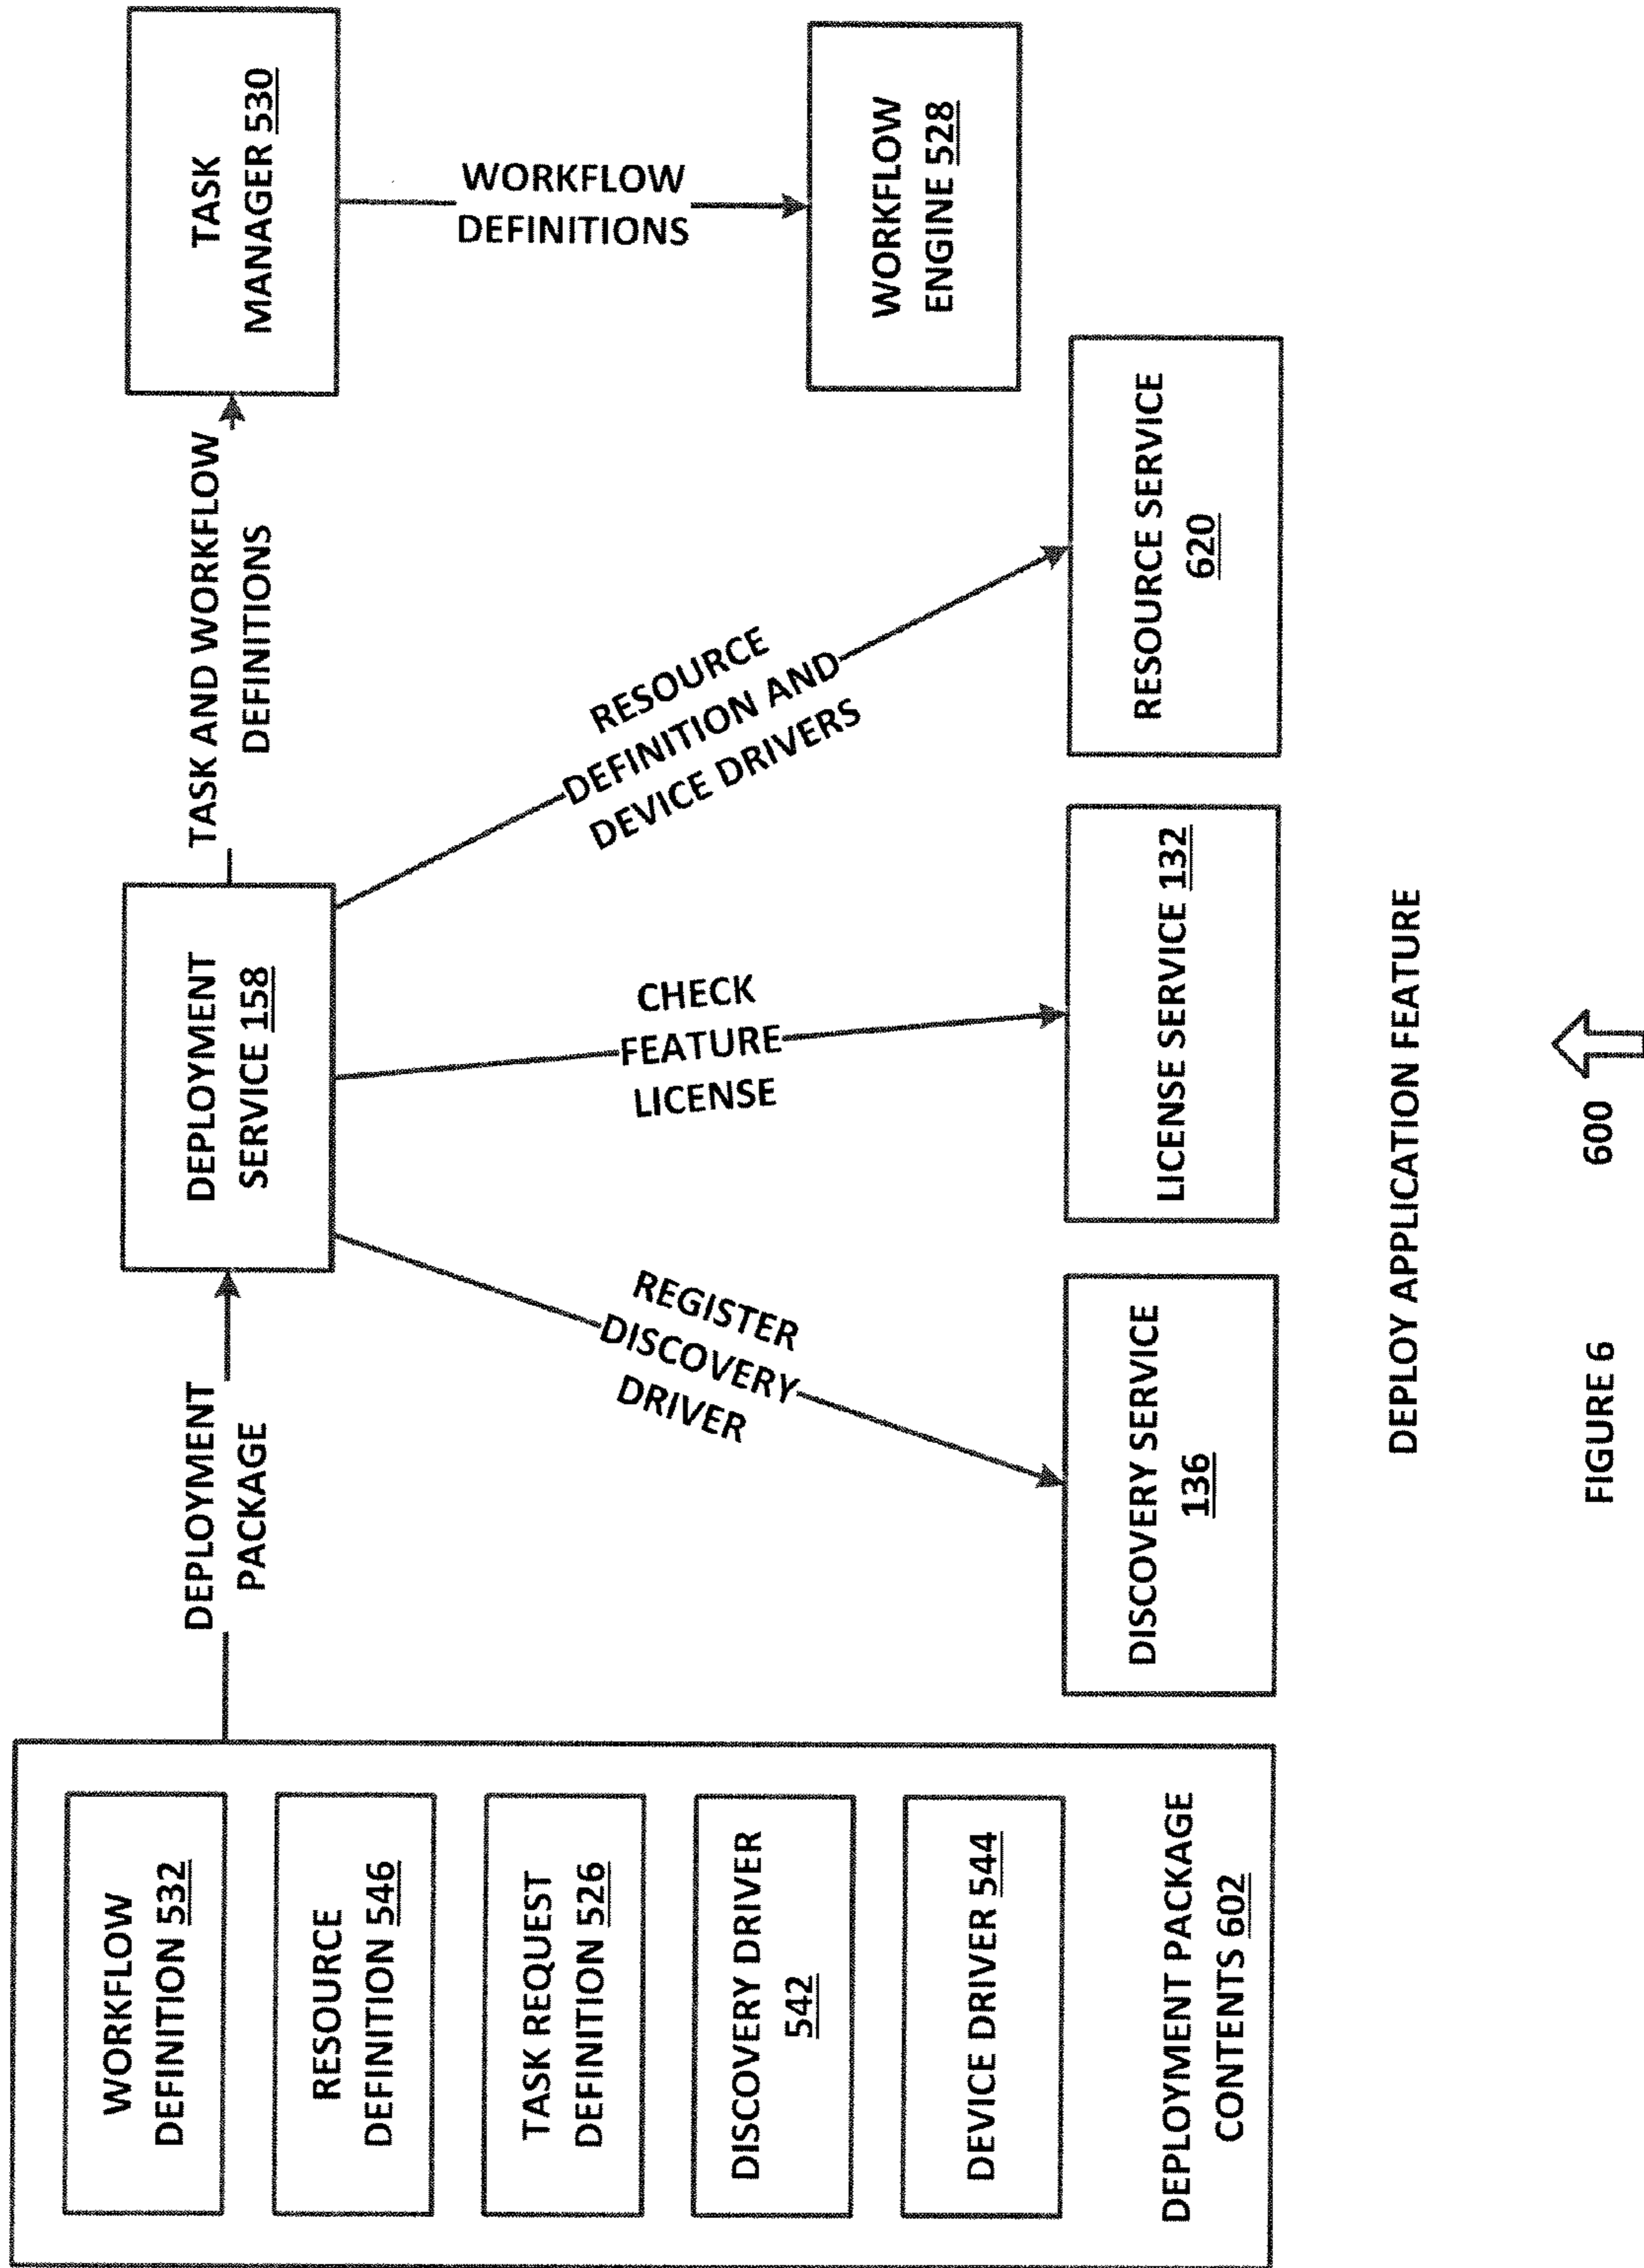 WORKFLOW
DEFINITION 532
RESOURCE
DEFINITION 546
TASK REQUEST
DEFINITION 526
DISCOVERY DRIVER
542
DEVICE DRIVER 544
DEPLOYMENT PACKAGE
CONTENTS 602
DEPLOYMENT
PACKAGE
DEPLOYMENT
SERVICE 158
TASK AND WORKFLOW
DEFINITIONS
TASK
MANAGER 530
WORKFLOW
DEFINITIONS
WORKFLOW
ENGINE 528
REGISTER
DISCOVERY
DRIVER
CHECK
FEATURE
LICENSE
RESOURCE
DEFINITION AND
DEVICE DRIVERS
DISCOVERY SERVICE
136
LICENSE SERVICE 132
RESOURCE SERVICE
620
DEPLOY APPLICATION FEATURE
FIGURE 6
600